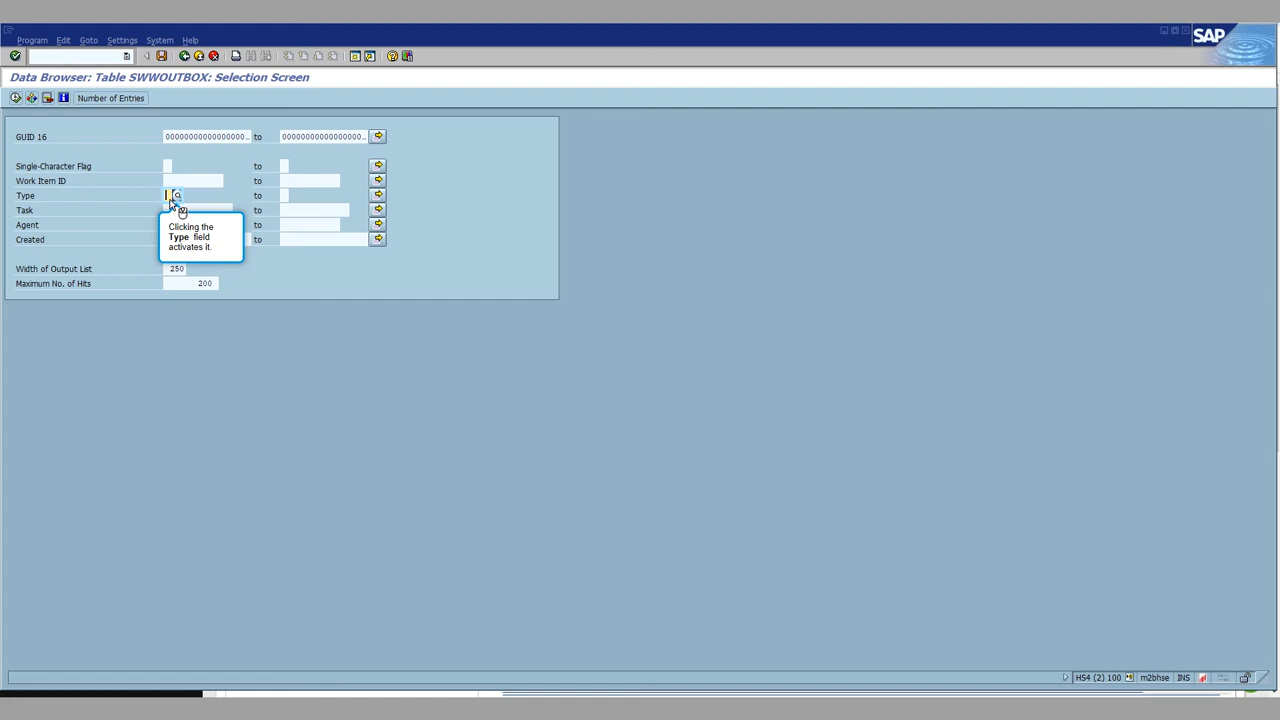 Program Edit Goto Settings System Help
SAP
Data Browser: Table SWWOUTBOX: Selection Screen
Number of Entries
GUID 16 0000000000000000... to 0000000000000000...
Single-Character Flag to
Work Item ID to
Type to
Task to
Agent to
Created to
Clicking the
Type field
activates it.
Width of Output List 250
Maximum No. of Hits 200
HS4 (2) 100 m2bhse INS